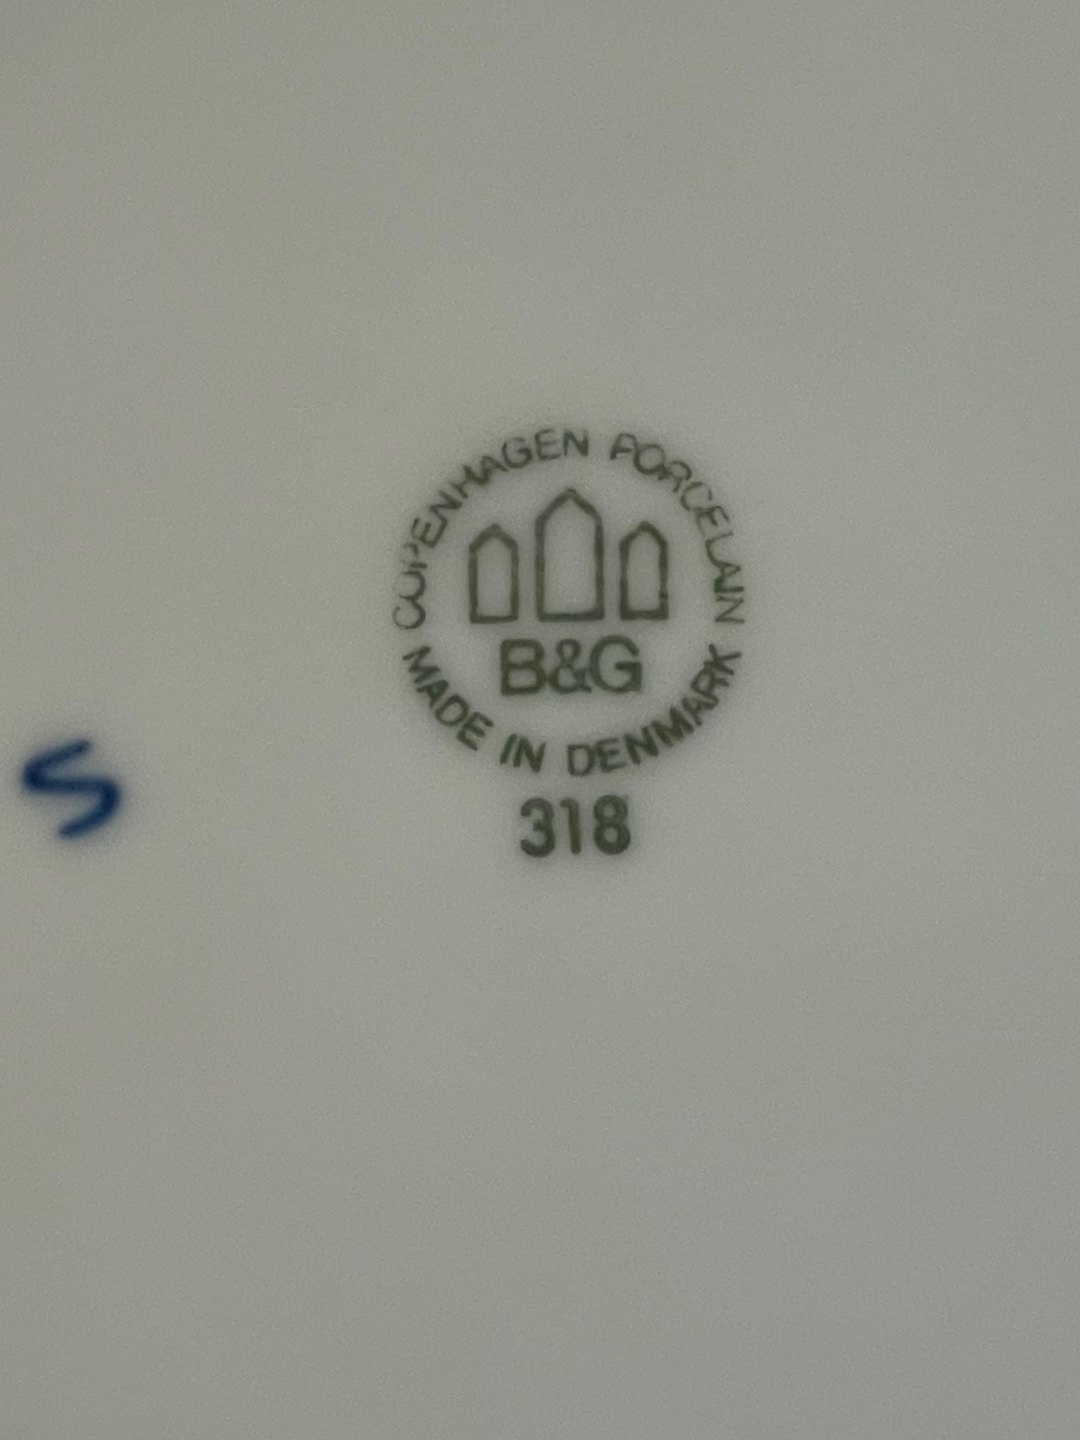 COPENHAGEN PORCELAIN
B&G
MADE IN DENMARK
318
S